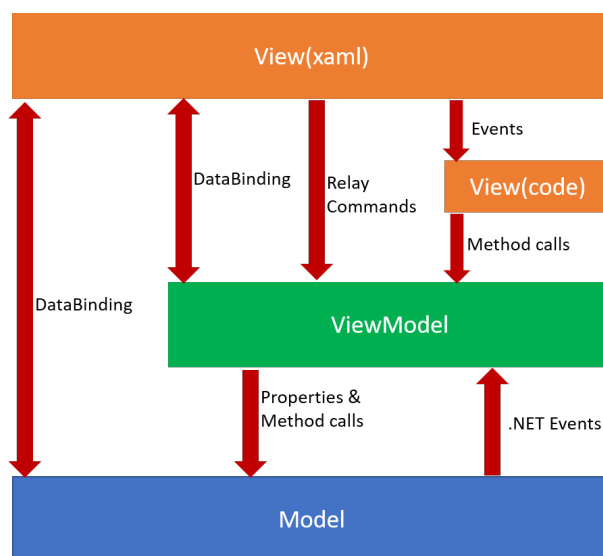 View(xaml)
Events
DataBinding
Relay
Commands
View(code)
Method calls
DataBinding
ViewModel
Properties &
Method calls
.NET Events
Model